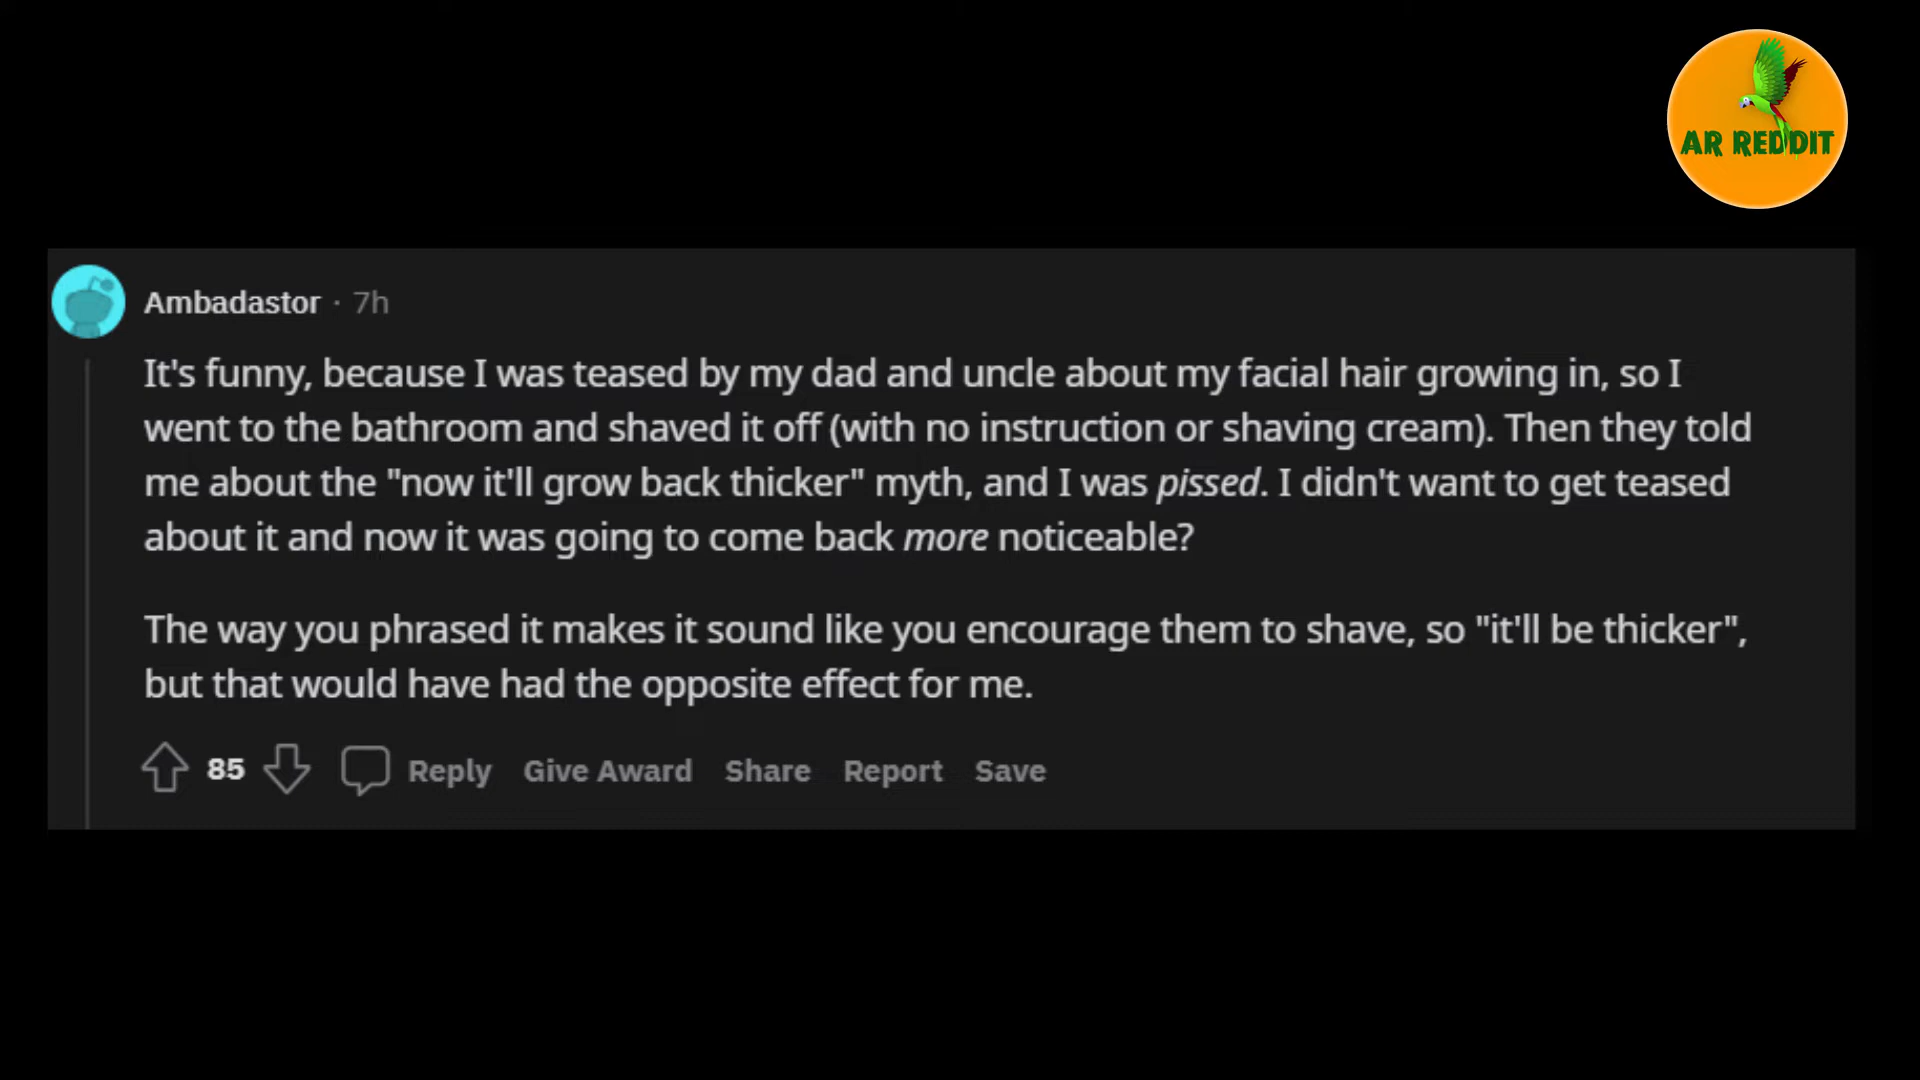 AR REDDIT
Ambadastor · 7h
It's funny, because I was teased by my dad and uncle about my facial hair growing in, so I
went to the bathroom and shaved it off (with no instruction or shaving cream). Then they told
me about the "now it'll grow back thicker" myth, and I was pissed. I didn't want to get teased
about it and now it was going to come back more noticeable?
The way you phrased it makes it sound like you encourage them to shave, so "it'll be thicker",
but that would have had the opposite effect for me.
85 Reply Give Award Share Report Save